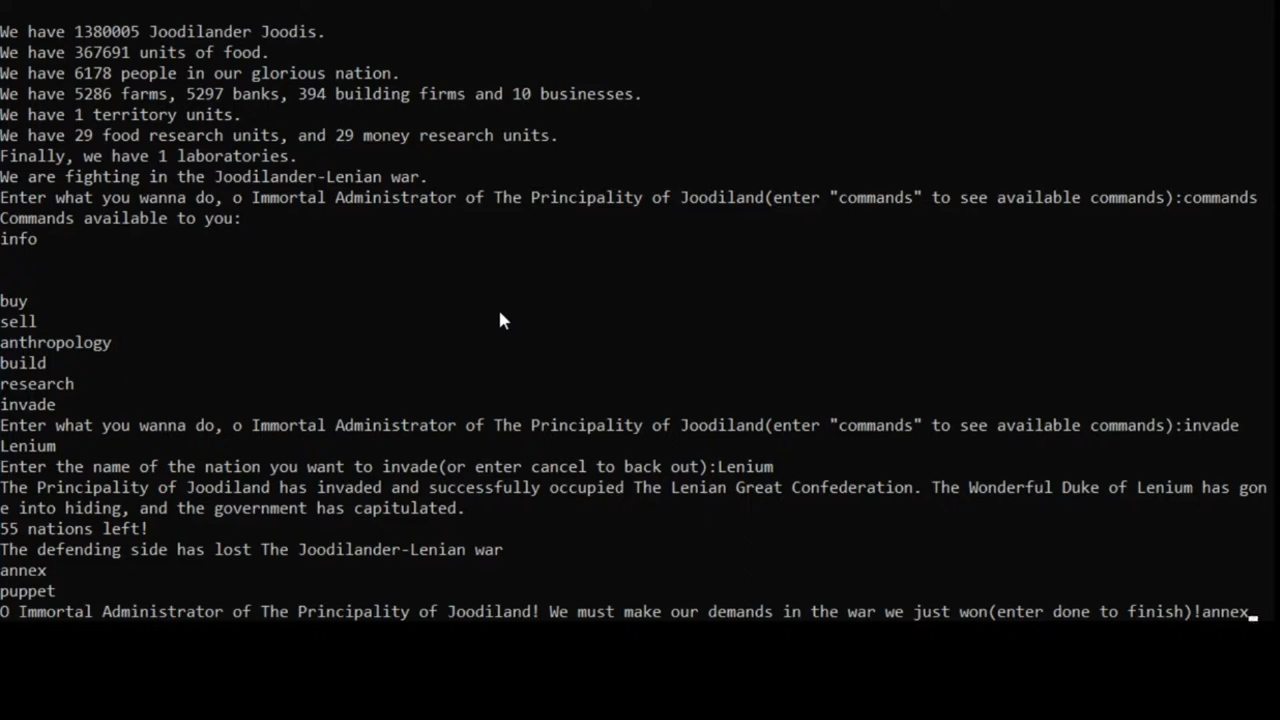 We have 1380005 Joodilander Joodis.
We have 367691 units of food.
We have 6178 people in our glorious nation.
We have 5286 farms, 5297 banks, 394 building firms and 10 businesses.
We have 1 territory units.
We have 29 food research units, and 29 money research units.
Finally, we have 1 laboratories.
We are fighting in the Joodilander-Lenian war.
Enter what you wanna do, o Immortal Administrator of The Principality of Joodiland(enter "commands" to see available commands):commands
Commands available to you:
info
buy
sell
anthropology
build
research
invade
Enter what you wanna do, o Immortal Administrator of The Principality of Joodiland(enter "commands" to see available commands):invade
Lenium
Enter the name of the nation you want to invade(or enter cancel to back out):Lenium
The Principality of Joodiland has invaded and successfully occupied The Lenian Great Confederation. The Wonderful Duke of Lenium has gon
e into hiding, and the government has capitulated.
55 nations left!
The defending side has lost The Joodilander-Lenian war
annex
puppet
O Immortal Administrator of The Principality of Joodiland! We must make our demands in the war we just won(enter done to finish)!annex_